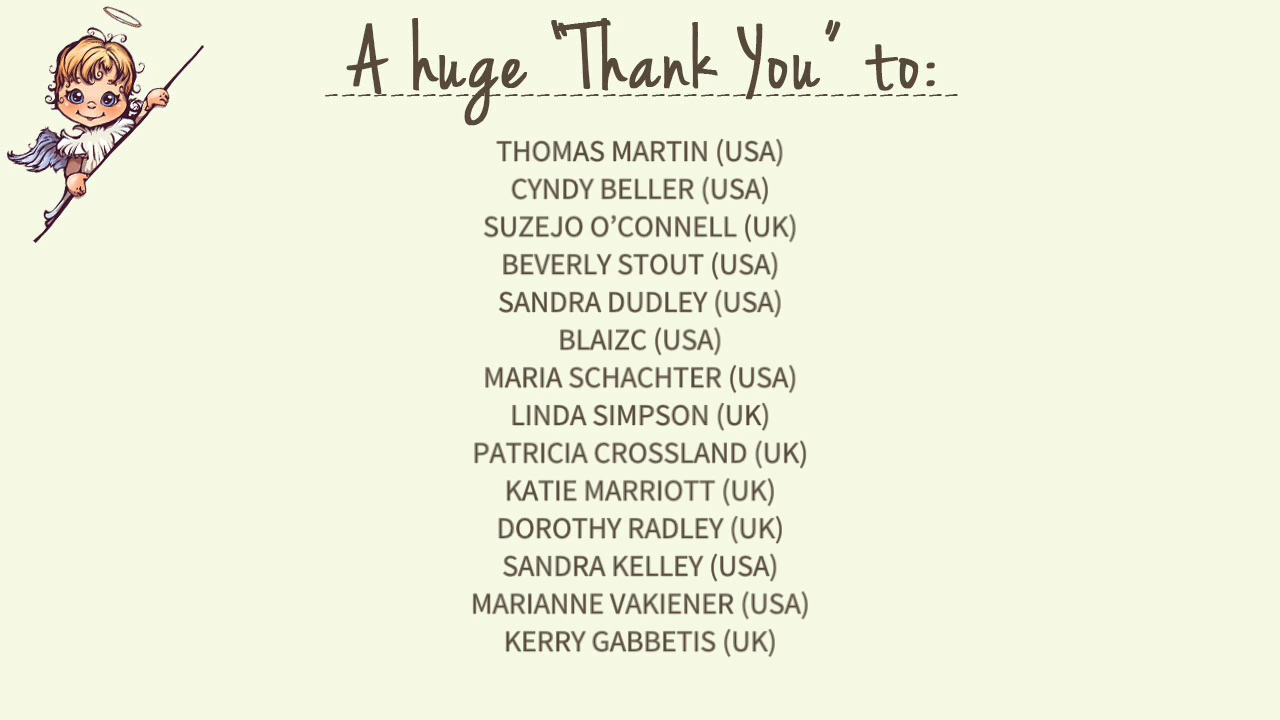 A huge "Thank You" to:
THOMAS MARTIN (USA)
CYNDY BELLER (USA)
SUZEJO O’CONNELL (UK)
BEVERLY STOUT (USA)
SANDRA DUDLEY (USA)
BLAIZC (USA)
MARIA SCHACHTER (USA)
LINDA SIMPSON (UK)
PATRICIA CROSSLAND (UK)
KATIE MARRIOTT (UK)
DOROTHY RADLEY (UK)
SANDRA KELLEY (USA)
MARIANNE VAKIENER (USA)
KERRY GABBETIS (UK)